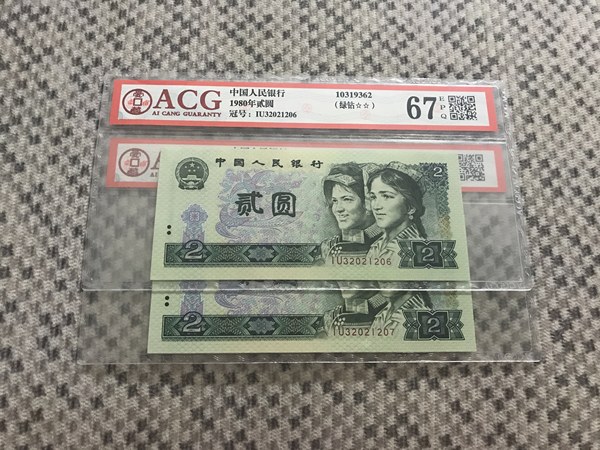 ACG
AI CANG GUARANTY
中国人民银行
1980年贰圆
冠号：IU32021206
10319362
（绿钻☆☆）
67
E
P
Q
中国人民银行
2
贰圆
2
IU32021206
2
2
IU32021207
2